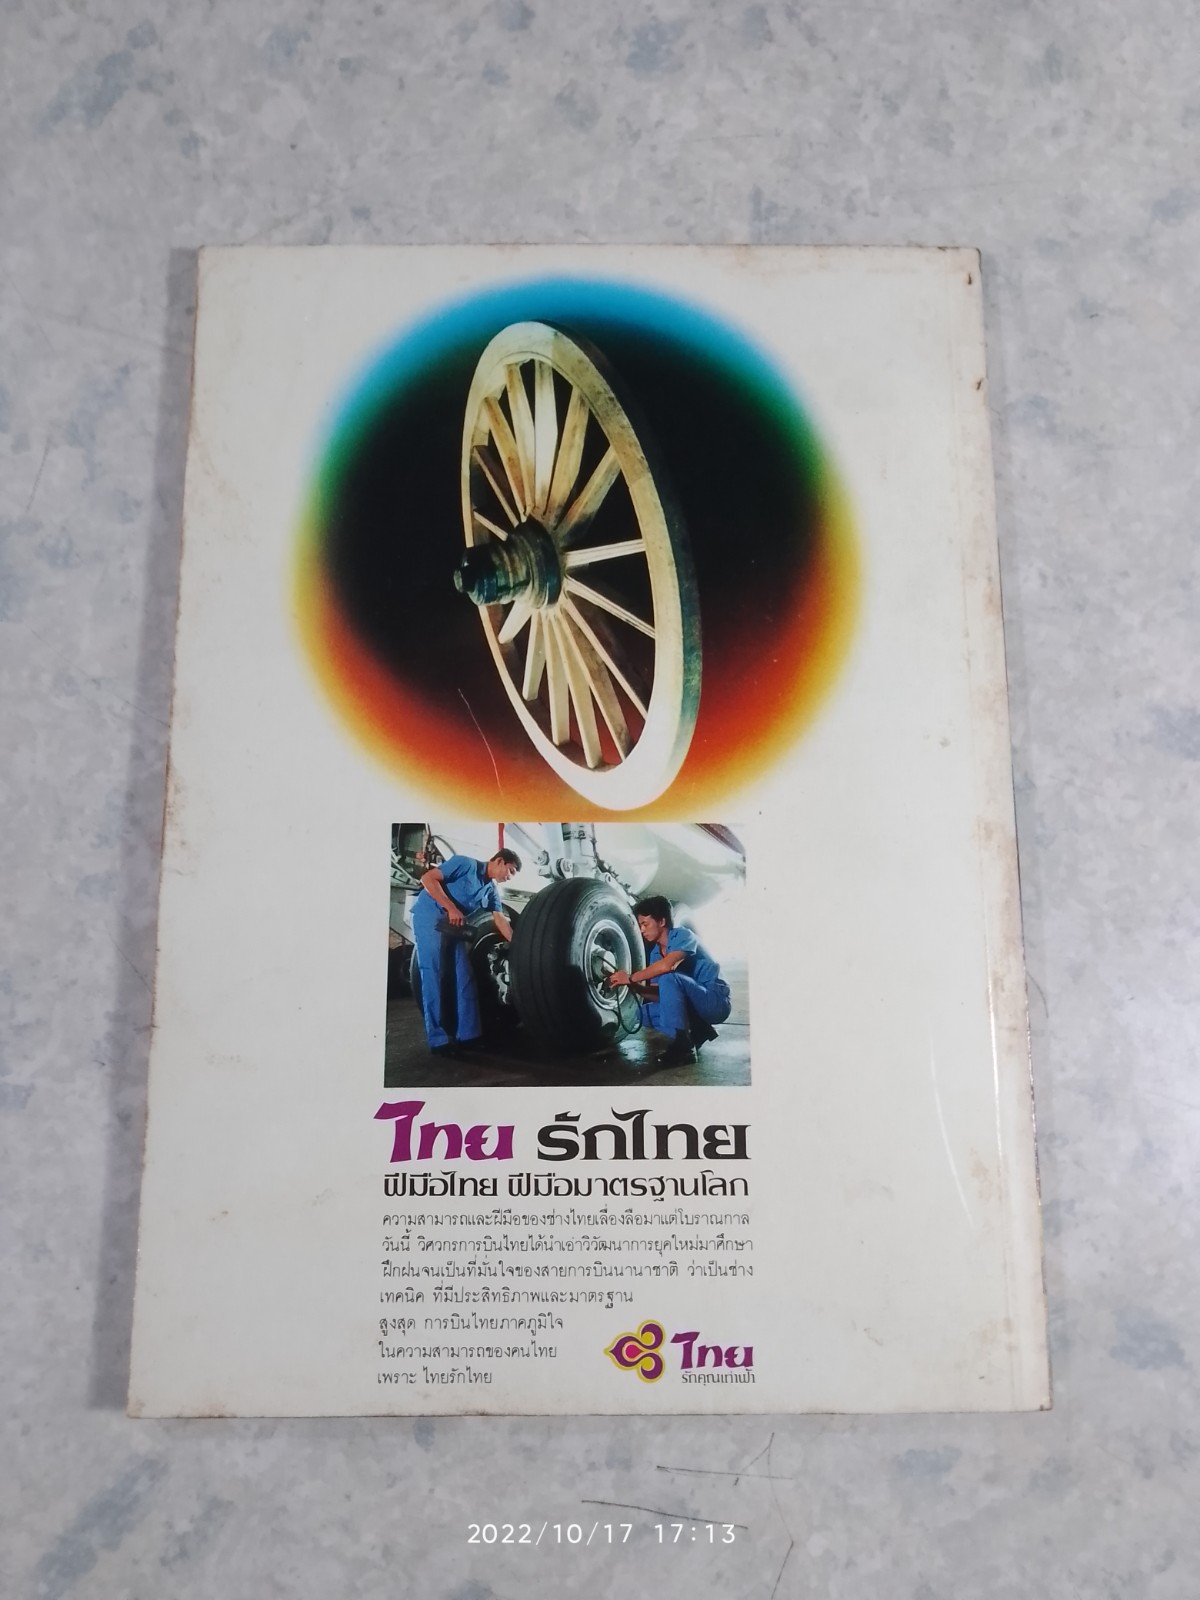 ไทย รักไทย
ฝีมือไทย ฝีมือมาตรฐานโลก
ความสามารถและฝีมือของช่างไทยเลื่องลือมาแต่โบราณกาล
วันนี้ วิศวกรการบินไทยได้นำเอาวิวัฒนาการยุคใหม่มาศึกษา
ฝึกฝนจนเป็นที่มั่นใจของสายการบินนานาชาติ ว่าเป็นช่าง
เทคนิค ที่มีประสิทธิภาพและมาตรฐาน
สูงสุด การบินไทยภาคภูมิใจ
ในความสามารถของคนไทย
เพราะ ไทยรักไทย
ไทย
รักคุณเท่าฟ้า
2022/10/17 17:13